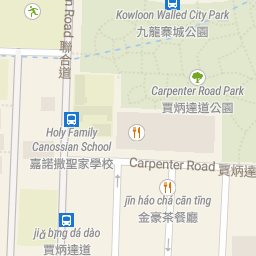 Kowloon Walled City Park
九龍寨城公園
n Road 聯合道
Carpenter Road Park
賈炳達道公園
Holy Family
Canossian School
嘉諾撒聖家學校
Carpenter Road 賈炳達
jīn háo chá cān tīng
金豪茶餐廳
jiǎ bǐng dá dào
賈炳達道